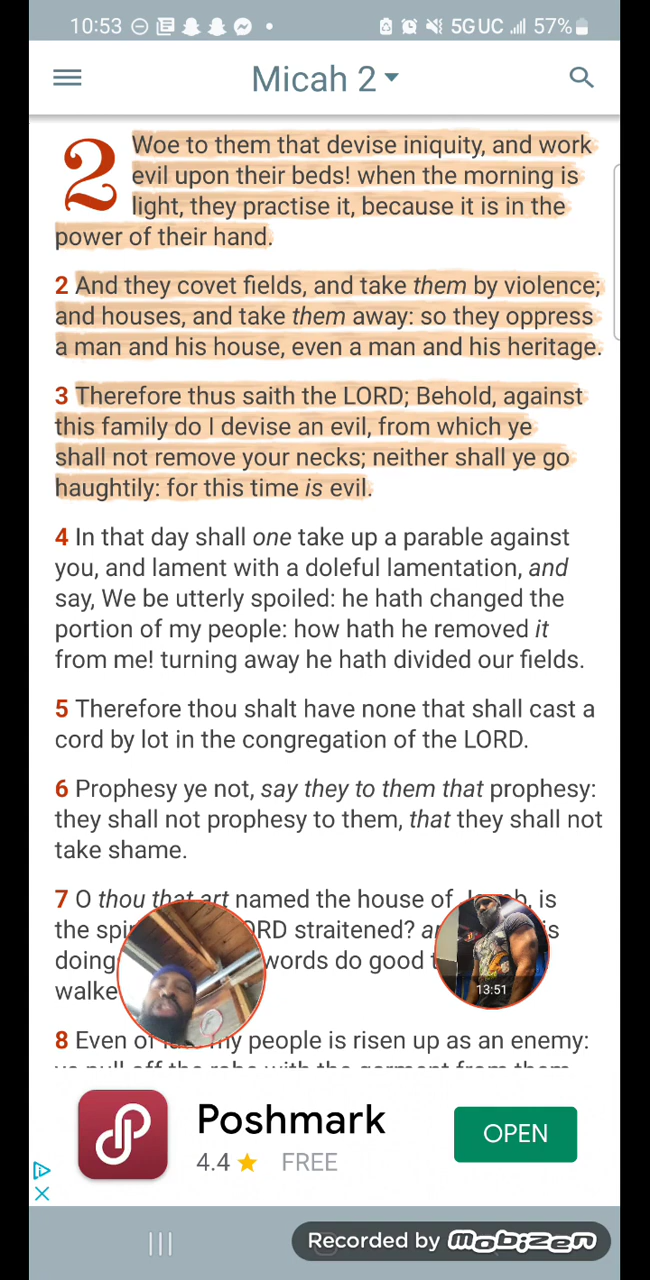 10:53
5G UC 57%
Micah 2
2 Woe to them that devise iniquity, and work
evil upon their beds! when the morning is
light, they practise it, because it is in the
power of their hand.
2 And they covet fields, and take them by violence;
and houses, and take them away: so they oppress
a man and his house, even a man and his heritage.
3 Therefore thus saith the LORD; Behold, against
this family do I devise an evil, from which ye
shall not remove your necks; neither shall ye go
haughtily: for this time is evil.
4 In that day shall one take up a parable against
you, and lament with a doleful lamentation, and
say, We be utterly spoiled: he hath changed the
portion of my people: how hath he removed it
from me! turning away he hath divided our fields.
5 Therefore thou shalt have none that shall cast a
cord by lot in the congregation of the LORD.
6 Prophesy ye not, say they to them that prophesy:
they shall not prophesy to them, that they shall not
take shame.
7 O thou that art named the house of is
the straitened?
doing words do good
8 Even my people is risen up as an enemy:
13:51
Poshmark
4.4 ★ FREE
OPEN
Recorded by mobizen